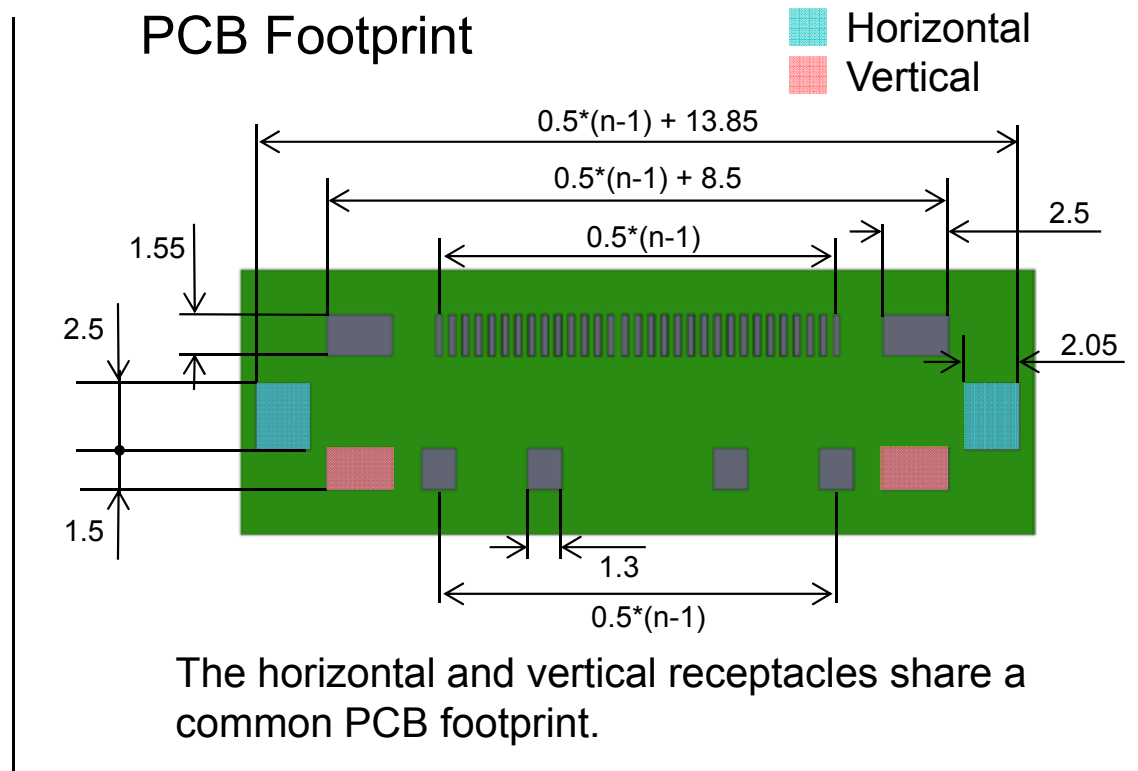 PCB Footprint
Horizontal
Vertical
0.5*(n-1) + 13.85
0.5*(n-1) + 8.5
2.5
0.5*(n-1)
1.55
2.5
2.05
1.5
1.3
0.5*(n-1)
The horizontal and vertical receptacles share a
common PCB footprint.